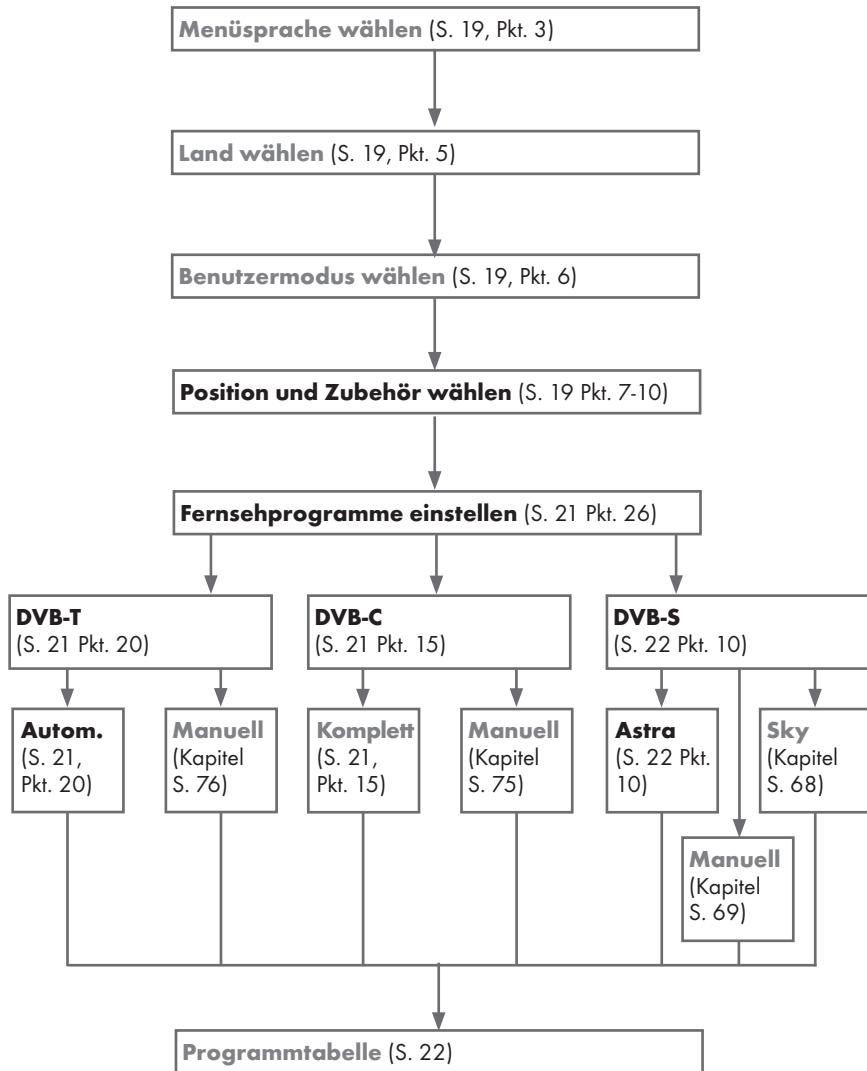 Menüsprache wählen (S. 19, Pkt. 3)
Land wählen (S. 19, Pkt. 5)
Benutzermodus wählen (S. 19, Pkt. 6)
Position und Zubehör wählen (S. 19 Pkt. 7-10)
Fernsehprogramme einstellen (S. 21 Pkt. 26)
DVB-T
(S. 21 Pkt. 20)
DVB-C
(S. 21 Pkt. 15)
DVB-S
(S. 22 Pkt. 10)
Autom.
(S. 21,
Pkt. 20)
Manuell
(Kapitel
S. 76)
Komplett
(S. 21,
Pkt. 15)
Manuell
(Kapitel
S. 75)
Astra
(S. 22 Pkt.
10)
Sky
(Kapitel
S. 68)
Manuell
(Kapitel
S. 69)
Programmtabelle (S. 22)